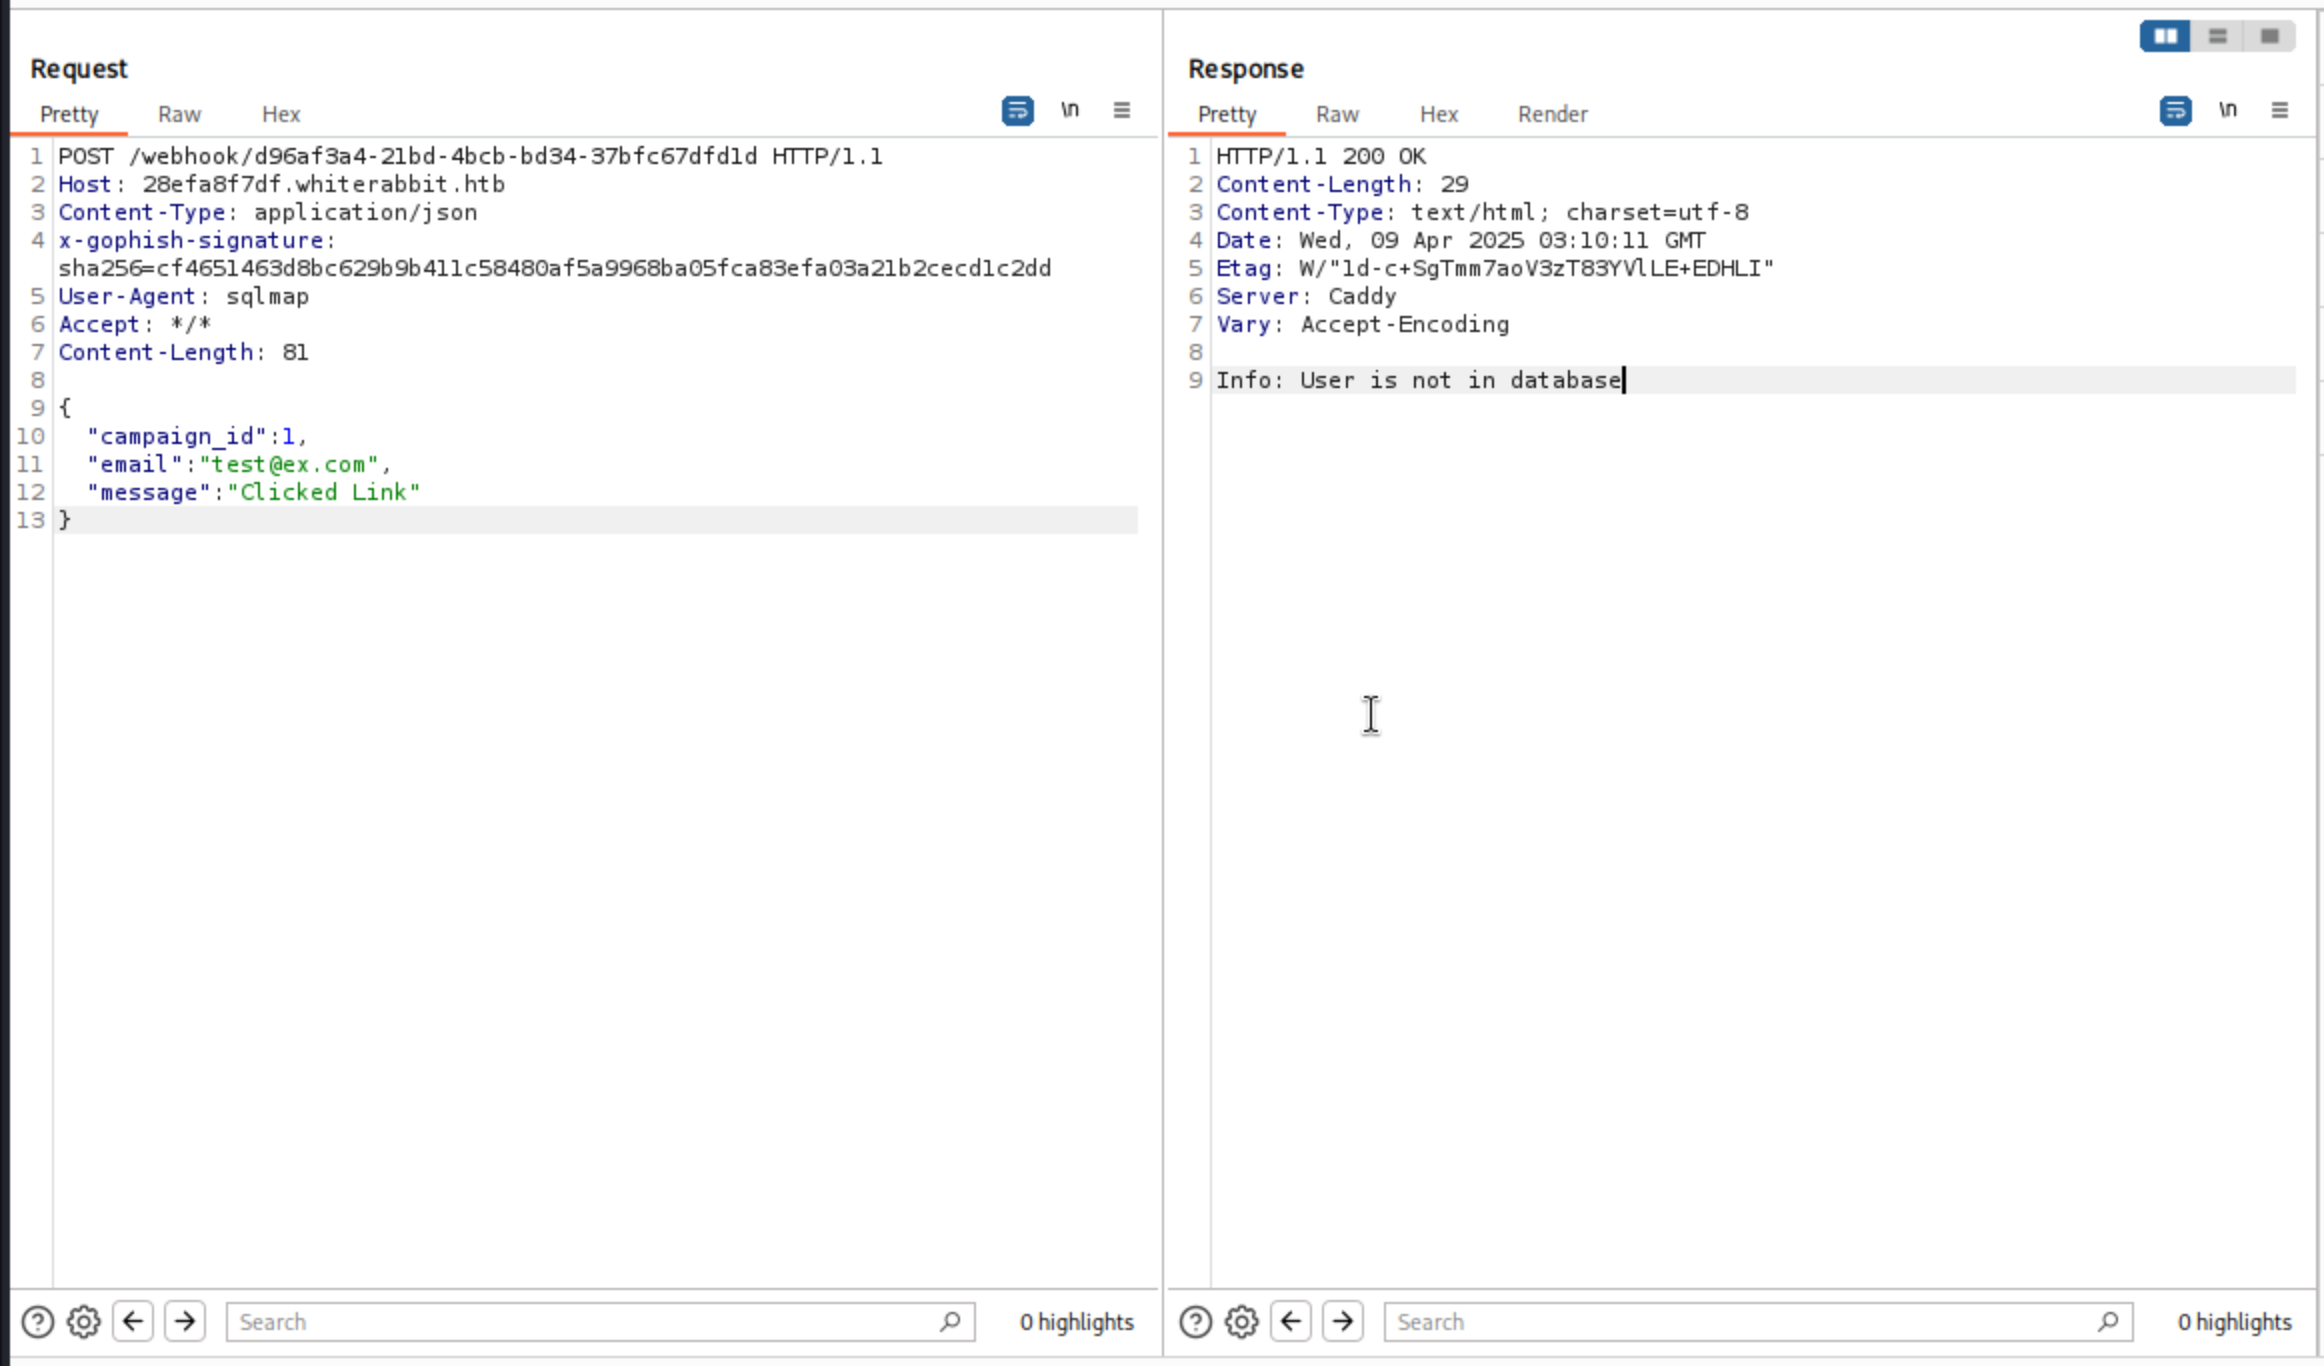 Request
Pretty Raw Hex \n
1 POST /webhook/d96af3a4-21bd-4bcb-bd34-37bfc67dfd1d HTTP/1.1
2 Host: 28efa8f7df.whiterabbit.htb
3 Content-Type: application/json
4 x-gophish-signature:
sha256=cf4651463d8bc629b9b411c58480af5a9968ba05fca83efa03a21b2cecd1c2dd
5 User-Agent: sqlmap
6 Accept: */*
7 Content-Length: 81
8
9 {
10 "campaign_id":1,
11 "email":"test@ex.com",
12 "message":"Clicked Link"
13 }
Search
0 highlights
Response
Pretty Raw Hex Render \n
1 HTTP/1.1 200 OK
2 Content-Length: 29
3 Content-Type: text/html; charset=utf-8
4 Date: Wed, 09 Apr 2025 03:10:11 GMT
5 Etag: W/"1d-c+SgTmm7aoV3zT83YVlLE+EDHLI"
6 Server: Caddy
7 Vary: Accept-Encoding
8
9 Info: User is not in database
Search
0 highlights